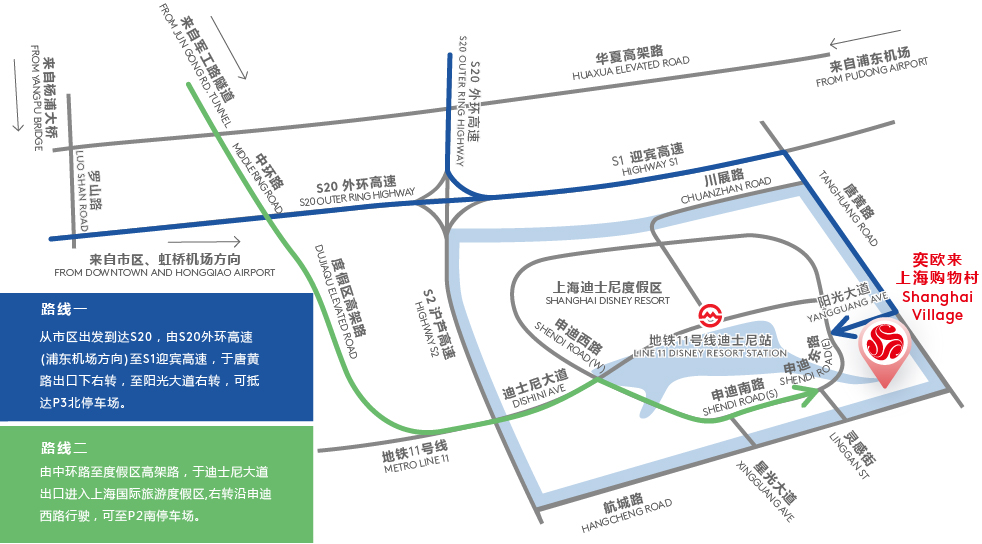 来自杨浦大桥
FROM YANGPU BRIDGE
来自军工路隧道
FROM JUN GONG RD. TUNNEL
S20 外环高速
S20 OUTER RING HIGHWAY
华夏高架路
HUAXUA ELEVATED ROAD
来自浦东机场
FROM PUDONG AIRPORT
罗山路
LUO SHAN ROAD
中环路
MIDDLE RING ROAD
S20 外环高速
S20 OUTER RING HIGHWAY
S1 迎宾高速
HIGHWAY S1
川展路
CHUANZHAN ROAD
唐黄路
TANGHUANG ROAD
来自市区、虹桥机场方向
FROM DOWNTOWN AND HONGQIAO AIRPORT
度假区高架路
DUJIAQU ELEVATED ROAD
S2 沪芦高速
HIGHWAY S2
上海迪士尼度假区
SHANGHAI DISNEY RESORT
奕欧来
上海购物村
Shanghai
Village
阳光大道
YANGGUANG AVE
申迪西路
SHENDI ROAD(W)
地铁11号线迪士尼站
LINE 11 DISNEY RESORT STATION
申迪东路
SHENDI ROAD(E)
迪士尼大道
DISHINI AVE
申迪南路
SHENDI ROAD(S)
地铁11号线
METRO LINE 11
灵感街
LINGGAN ST
星光大道
XINGGUANG AVE
航城路
HANGCHENG ROAD
路线一
从市区出发到达S20，由S20外环高速
(浦东机场方向)至S1迎宾高速，于唐黄
路出口下右转，至阳光大道右转，可抵
达P3北停车场。
路线二
由中环路至度假区高架路，于迪士尼大道
出口进入上海国际旅游度假区,右转沿申迪
西路行驶，可至P2南停车场。